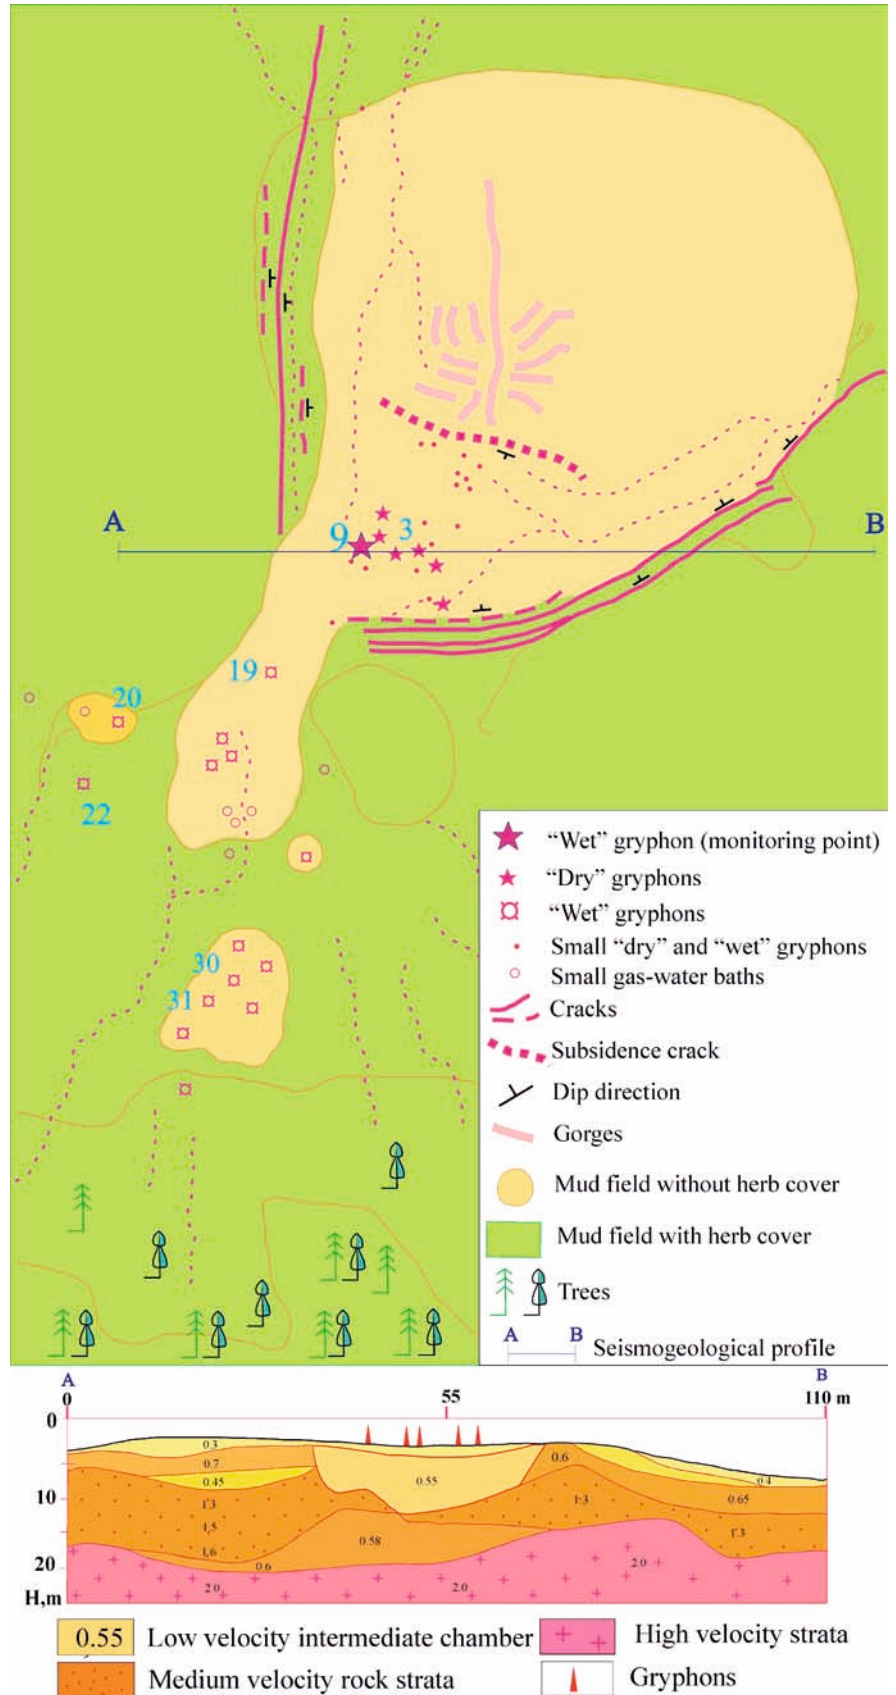 A
B
9
3
19
20
22
30
31
“Wet” gryphon (monitoring point)
“Dry” gryphons
“Wet” gryphons
Small “dry” and “wet” gryphons
Small gas-water baths
Cracks
Subsidence crack
Dip direction
Gorges
Mud field without herb cover
Mud field with herb cover
Trees
A B
Seismogeological profile
A B
0 55 110 m
0
10
20
H,m
0.3
0.7
0.45
1.3
1.5
1.6
0.6
2.0
0.55
0.58
2.0
0.6
1.3
2.0
0.4
0.65
1.3
0.55 Low velocity intermediate chamber
High velocity strata
Medium velocity rock strata
Gryphons